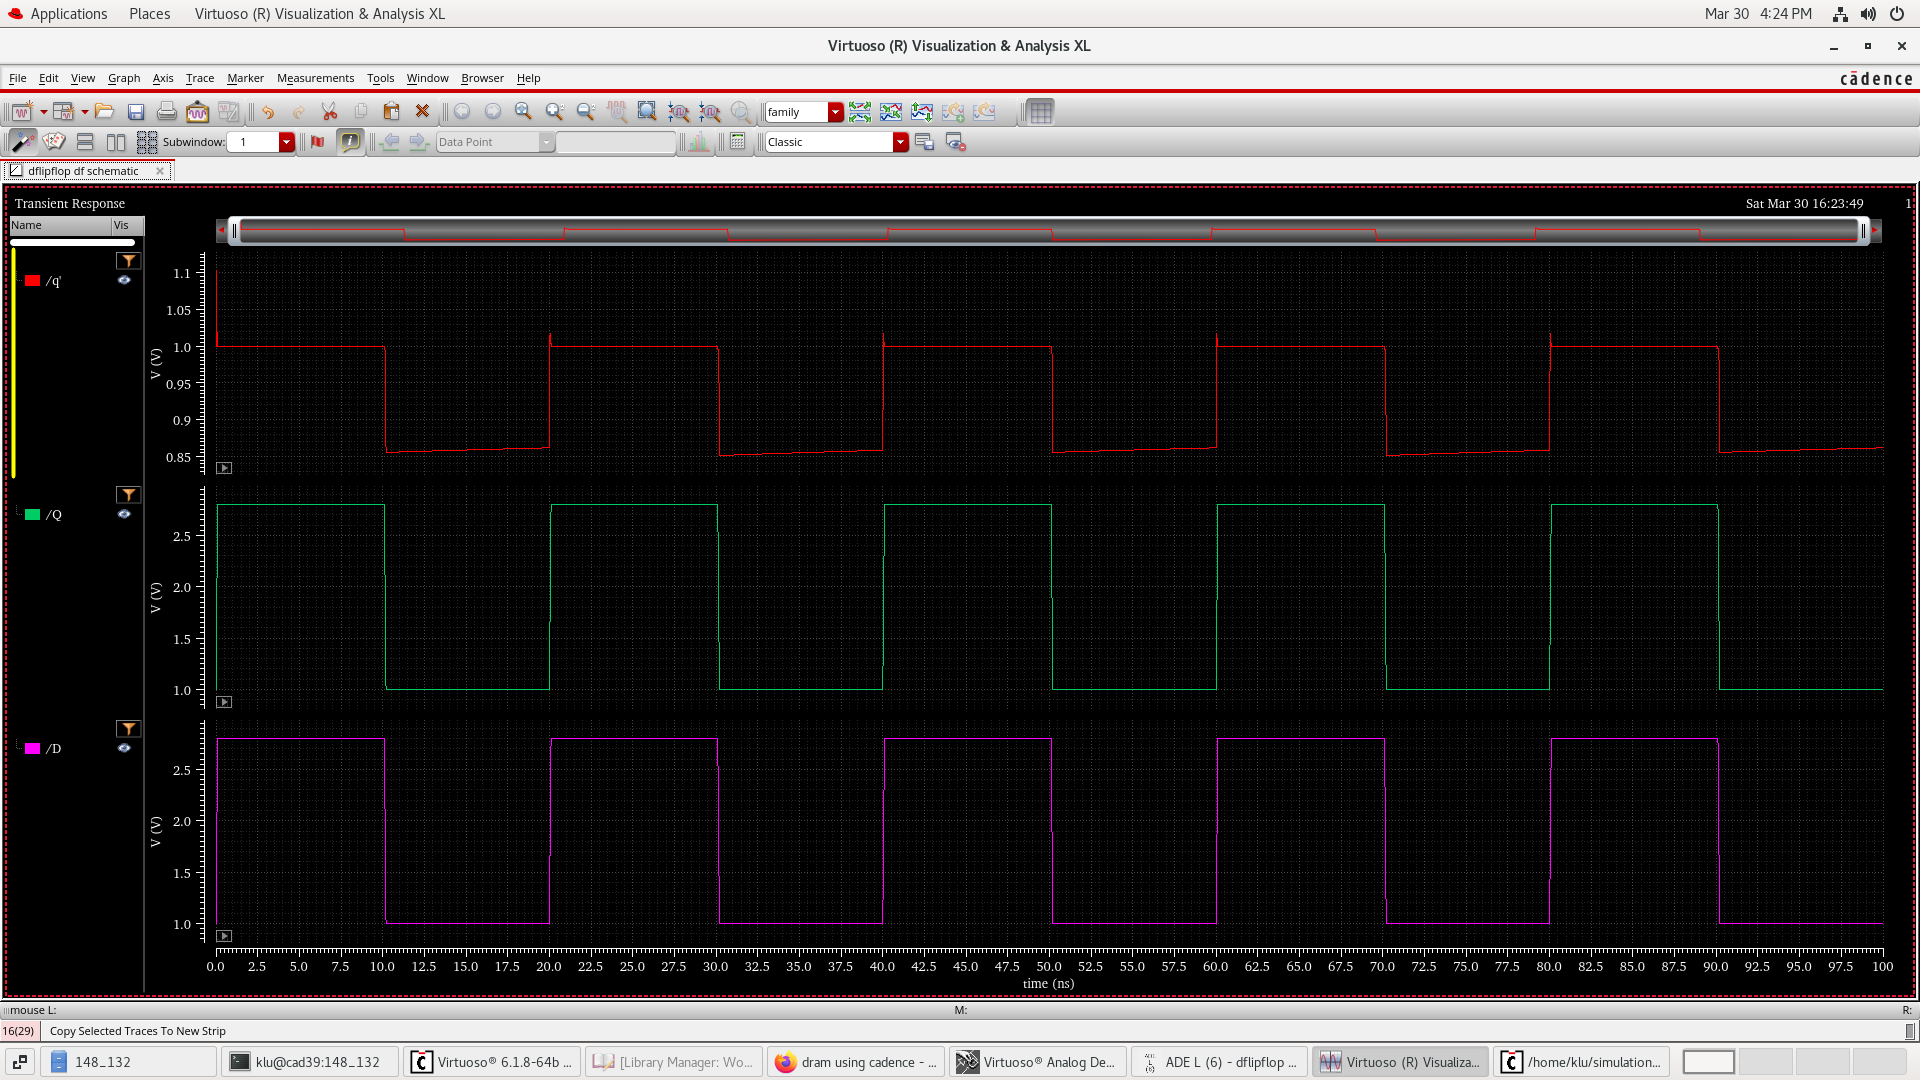 Applications Places Virtuoso (R) Visualization & Analysis XL Mar 30 4:24 PM
Virtuoso (R) Visualization & Analysis XL
File Edit View Graph Axis Trace Marker Measurements Tools Window Browser Help cādence
family
Subwindow: 1 Data Point Classic
dflipflop df schematic
Transient Response Sat Mar 30 16:23:49 1
Name Vis
/q'
1.1
1.05
1.0
0.95
0.9
0.85
V (V)
/Q
2.5
2.0
1.5
1.0
V (V)
/D
2.5
2.0
1.5
1.0
V (V)
0.0 2.5 5.0 7.5 10.0 12.5 15.0 17.5 20.0 22.5 25.0 27.5 30.0 32.5 35.0 37.5 40.0 42.5 45.0 47.5 50.0 52.5 55.0 57.5 60.0 62.5 65.0 67.5 70.0 72.5 75.0 77.5 80.0 82.5 85.0 87.5 90.0 92.5 95.0 97.5 100
time (ns)
mouse L: M: R:
16(29) Copy Selected Traces To New Strip
148_132 klu@cad39:148_132 Virtuoso® 6.1.8-64b ... [Library Manager: Wo... dram using cadence - ... Virtuoso® Analog De... ADE L (6) - dflipflop ... Virtuoso (R) Visualiza... /home/klu/simulation...